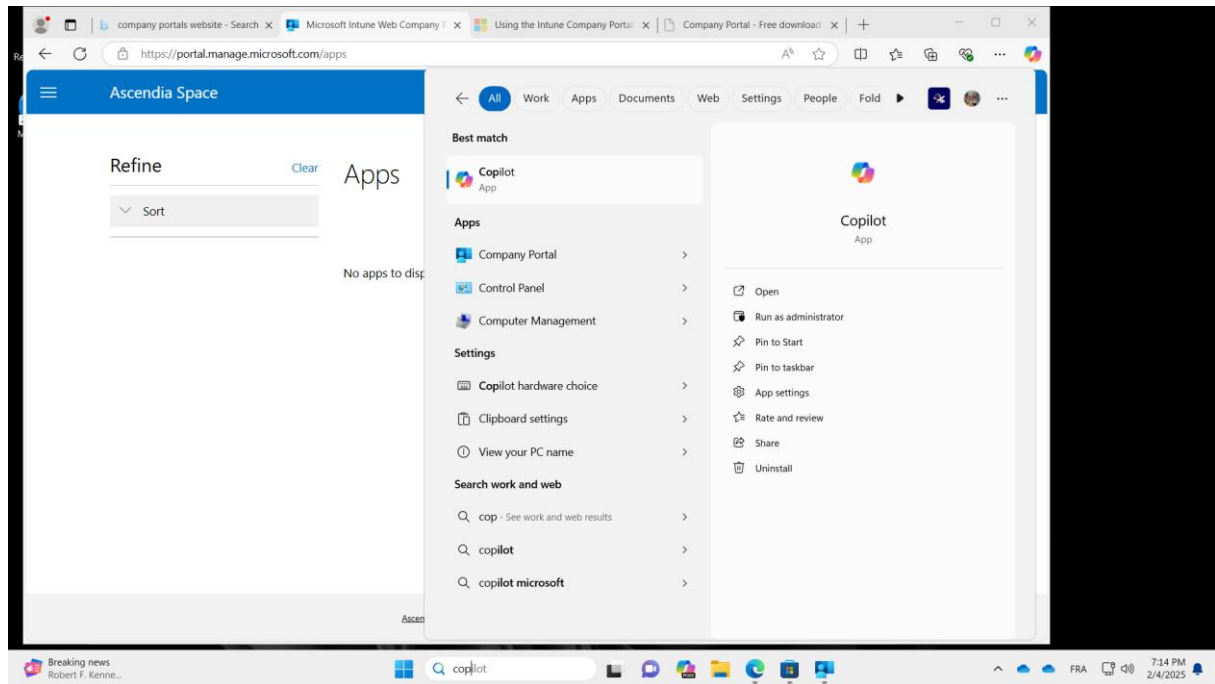 company portals website - Search
Microsoft Intune Web Company
Using the Intune Company Portal
Company Portal - Free download
https://portal.manage.microsoft.com/apps
Ascendia Space
All Work Apps Documents Web Settings People Fold
Refine
Clear
Sort
Apps
No apps to disp
Ascen
Best match
Copilot
App
Apps
Company Portal
Control Panel
Computer Management
Settings
Copilot hardware choice
Clipboard settings
View your PC name
Search work and web
cop - See work and web results
copilot
copilot microsoft
Copilot
App
Open
Run as administrator
Pin to Start
Pin to taskbar
App settings
Rate and review
Share
Uninstall
Breaking news
Robert F. Kenne...
copilot
FRA
7:14 PM
2/4/2025